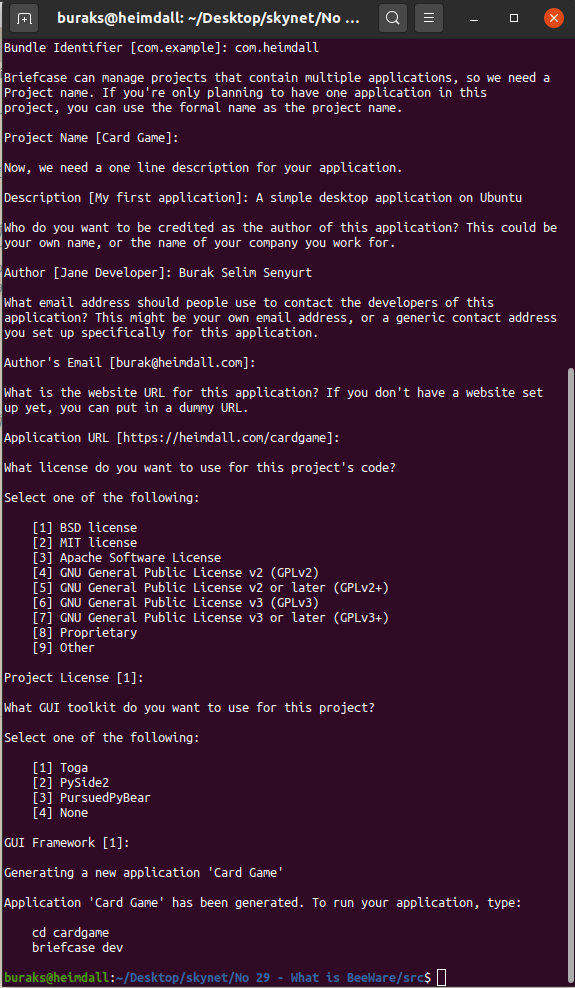 buraks@heimdall: ~/Desktop/skynet/No ...
Bundle Identifier [com.example]: com.heimdall
Briefcase can manage projects that contain multiple applications, so we need a
Project name. If you're only planning to have one application in this
project, you can use the formal name as the project name.
Project Name [Card Game]:
Now, we need a one line description for your application.
Description [My first application]: A simple desktop application on Ubuntu
Who do you want to be credited as the author of this application? This could be
your own name, or the name of your company you work for.
Author [Jane Developer]: Burak Selim Senyurt
What email address should people use to contact the developers of this
application? This might be your own email address, or a generic contact address
you set up specifically for this application.
Author's Email [burak@heimdall.com]:
What is the website URL for this application? If you don't have a website set
up yet, you can put in a dummy URL.
Application URL [https://heimdall.com/cardgame]:
What license do you want to use for this project's code?
Select one of the following:
[1] BSD license
[2] MIT license
[3] Apache Software License
[4] GNU General Public License v2 (GPLv2)
[5] GNU General Public License v2 or later (GPLv2+)
[6] GNU General Public License v3 (GPLv3)
[7] GNU General Public License v3 or later (GPLv3+)
[8] Proprietary
[9] Other
Project License [1]:
What GUI toolkit do you want to use for this project?
Select one of the following:
[1] Toga
[2] PySide2
[3] PursuedPyBear
[4] None
GUI Framework [1]:
Generating a new application 'Card Game'
Application 'Card Game' has been generated. To run your application, type:
cd cardgame
briefcase dev
buraks@heimdall:~/Desktop/skynet/No 29 - What is BeeWare/src$